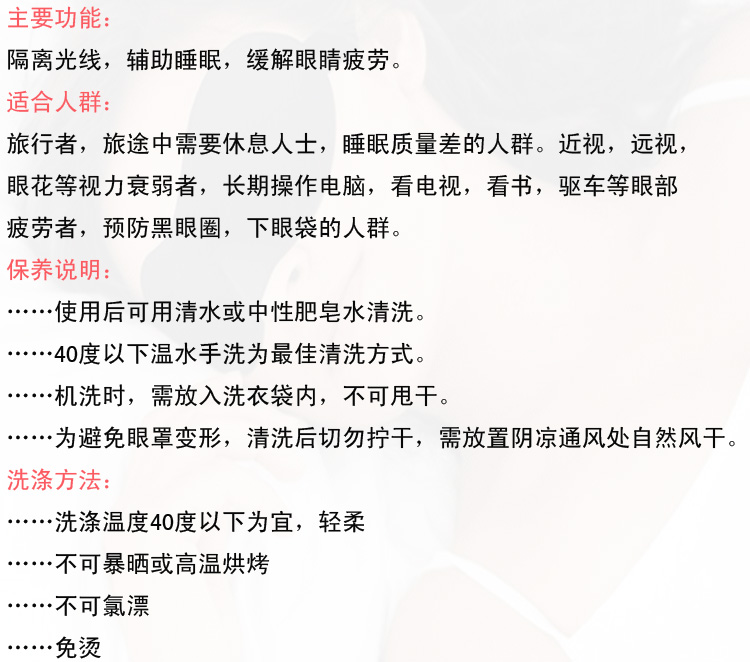 主要功能：
隔离光线，辅助睡眠，缓解眼睛疲劳。
适合人群：
旅行者，旅途中需要休息人士，睡眠质量差的人群。近视，远视，
眼花等视力衰弱者，长期操作电脑，看电视，看书，驱车等眼部
疲劳者，预防黑眼圈，下眼袋的人群。
保养说明：
……使用后可用清水或中性肥皂水清洗。
……40度以下温水手洗为最佳清洗方式。
……机洗时，需放入洗衣袋内，不可甩干。
……为避免眼罩变形，清洗后切勿拧干，需放置阴凉通风处自然风干。
洗涤方法：
……洗涤温度40度以下为宜，轻柔
……不可暴晒或高温烘烤
……不可氯漂
……免烫